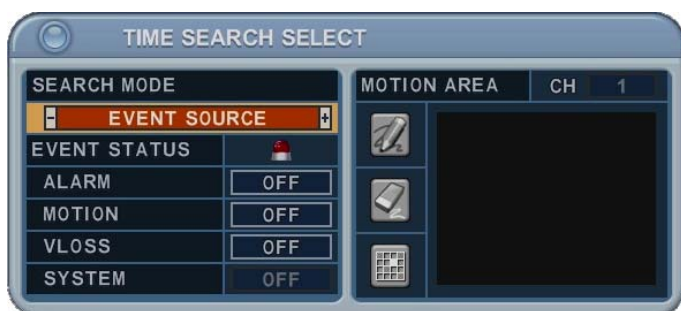 TIME SEARCH SELECT
SEARCH MODE
- EVENT SOURCE +
EVENT STATUS
ALARM OFF
MOTION OFF
VLOSS OFF
SYSTEM OFF
MOTION AREA CH 1